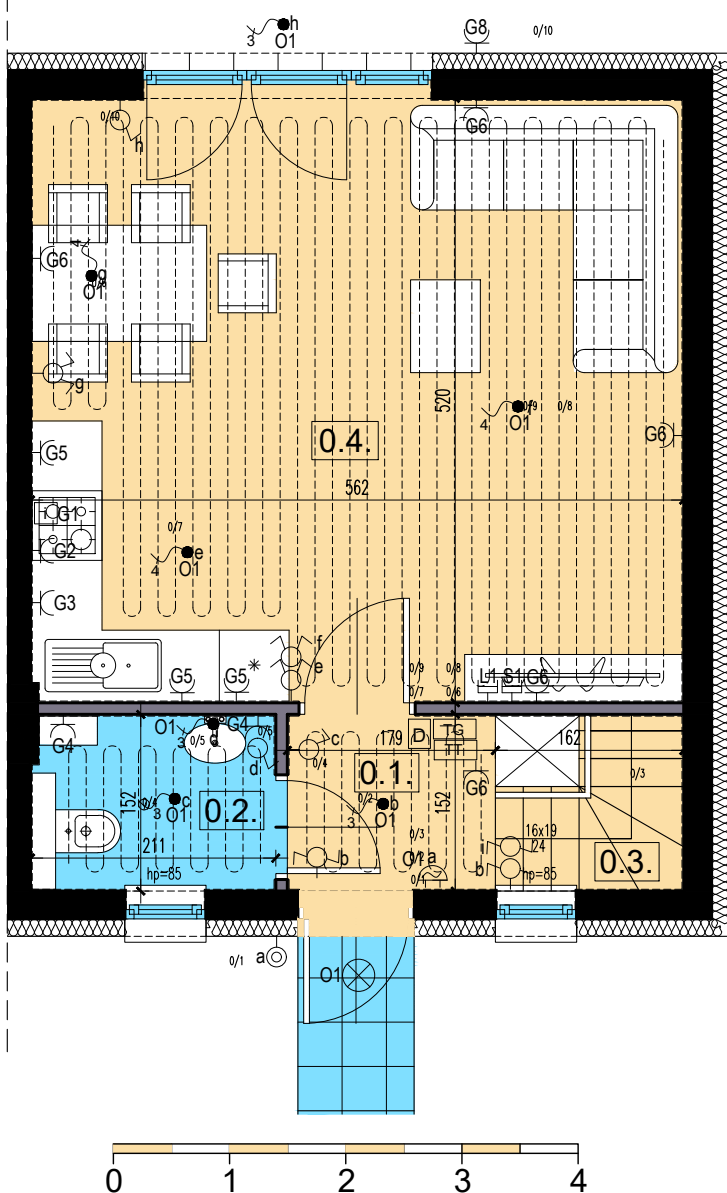 h
3 O1
G8
0/10
0/10
h
G6
G6
4
g
O1
g
520
f 0/9 0/8
4 O1
G6
0.4.
G5
562
G1
0/7
e
G2
4 O1
G3
f
e
0/9 0/8
L1 S1 G6
G5 G5
0/7 0/6
O1 G4
3 0/5 c
0/5
G4
d
c
0/4
179
D TG
TT
162
0.1.
0/3
G6
152
c
3 O1
0.2.
0/2 b
3 O1
152
0/3
16x19
24
211
b
a
0/1
b
hp=85
hp=85
0.3.
0/1 a
O1
0 1 2 3 4